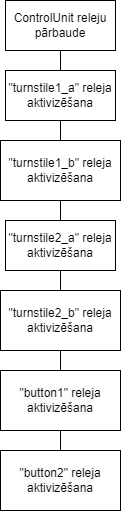 ControlUnit releju
pārbaude
"turnstile1_a" releja
aktivizēšana
"turnstile1_b" releja
aktivizēšana
"turnstile2_a" releja
aktivizēšana
"turnstile2_b" releja
aktivizēšana
"button1" releja
aktivizēšana
"button2" releja
aktivizēšana